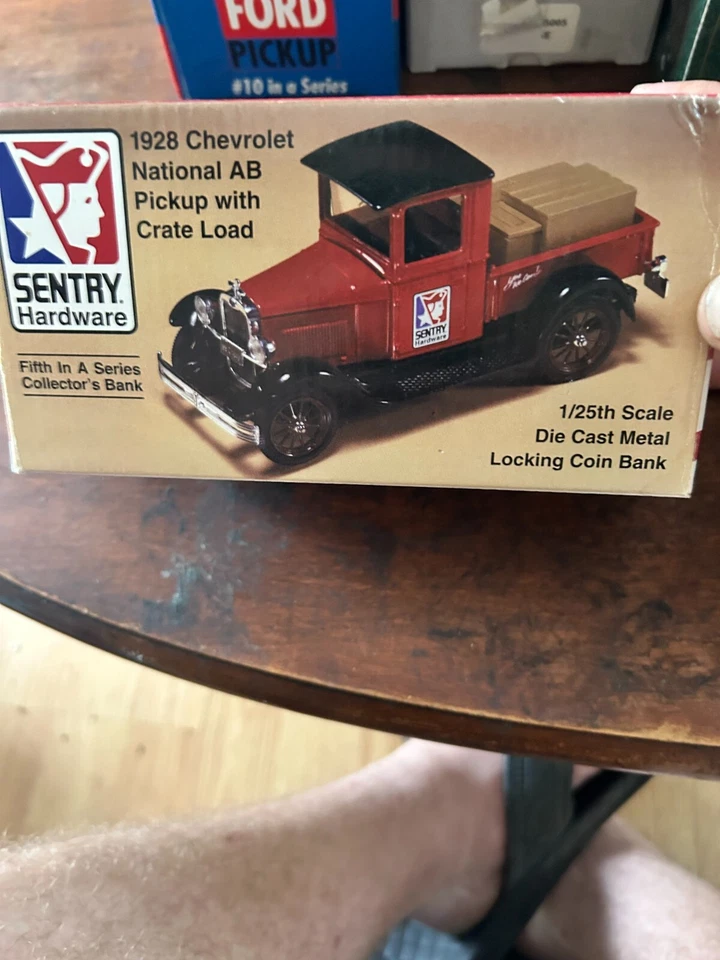 FORD
PICKUP
#10 in a Series
1928 Chevrolet
National AB
Pickup with
Crate Load
SENTRY®
Hardware
Fifth In A Series
Collector's Bank
SENTRY
Hardware
1/25th Scale
Die Cast Metal
Locking Coin Bank